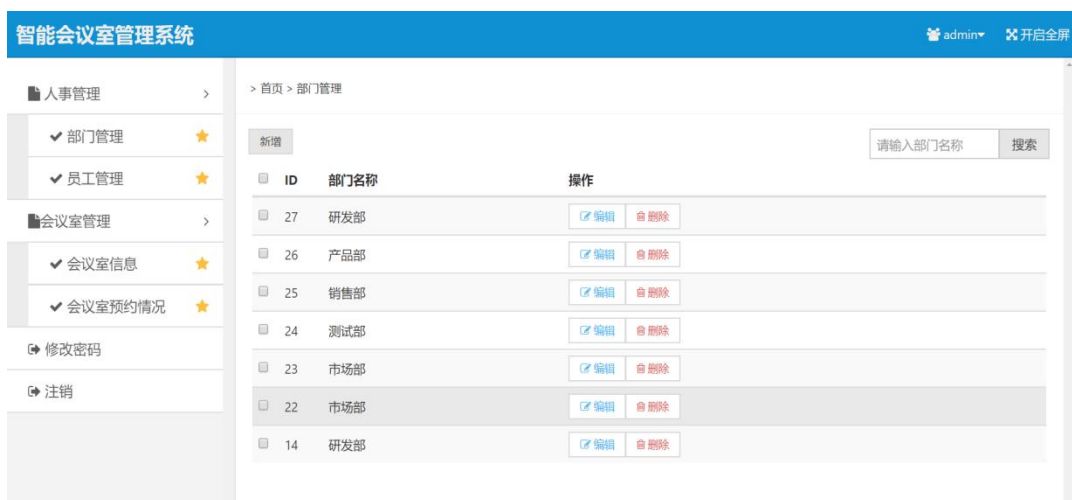 智能会议室管理系统
admin 开启全屏
人事管理
部门管理
员工管理
会议室管理
会议室信息
会议室预约情况
修改密码
注销
> 首页 > 部门管理
新增
请输入部门名称 搜索
ID 部门名称 操作
27 研发部 编辑 删除
26 产品部 编辑 删除
25 销售部 编辑 删除
24 测试部 编辑 删除
23 市场部 编辑 删除
22 市场部 编辑 删除
14 研发部 编辑 删除